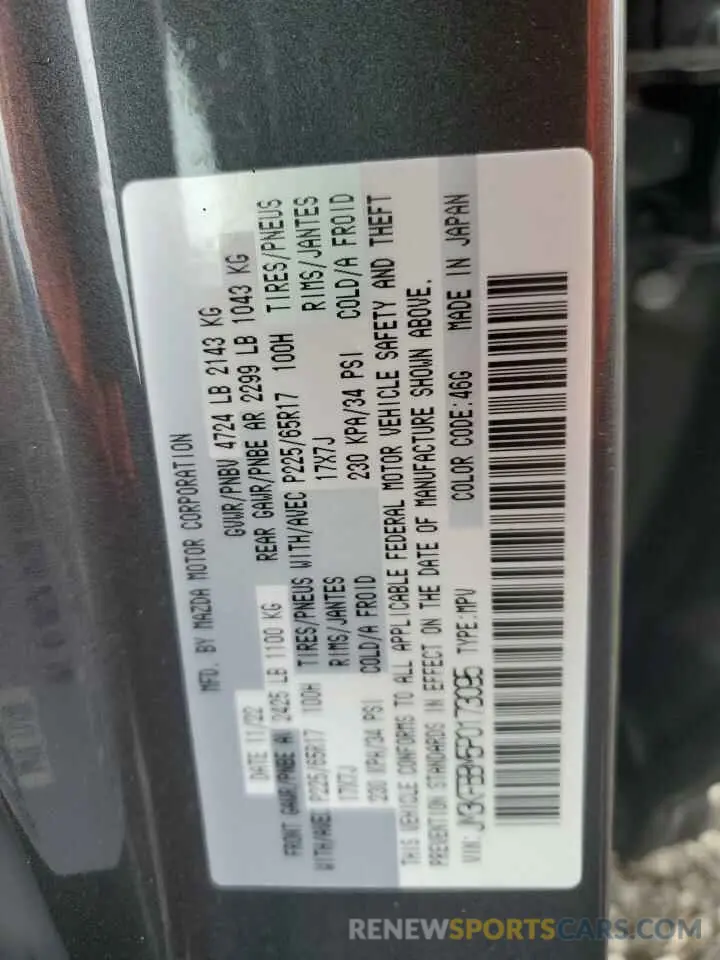 MFD. BY MAZDA MOTOR CORPORATION
DATE 11/22 GVWR/PNBV 4724 LB 2143 KG
FRONT GAWR/PNBE A 2425 LB 1100 KG REAR GAWR/PNBE AR 2299 LB 1043 KG
WITH/AVEC P225/65R17 100H TIRES/PNEUS WITH/AVEC P225/65R17 100H TIRES/PNEUS
17X7J RIMS/JANTES 17X7J RIMS/JANTES
230 KPA/34 PSI COLD/A FROID 230 KPA/34 PSI COLD/A FROID
THIS VEHICLE CONFORMS TO ALL APPLICABLE FEDERAL MOTOR VEHICLE SAFETY AND THEFT
PREVENTION STANDARDS IN EFFECT ON THE DATE OF MANUFACTURE SHOWN ABOVE.
VIN: JM3KFBBM5P0173095 TYPE:MPV COLOR CODE:46G MADE IN JAPAN
RENEWSPORTSCARS.COM